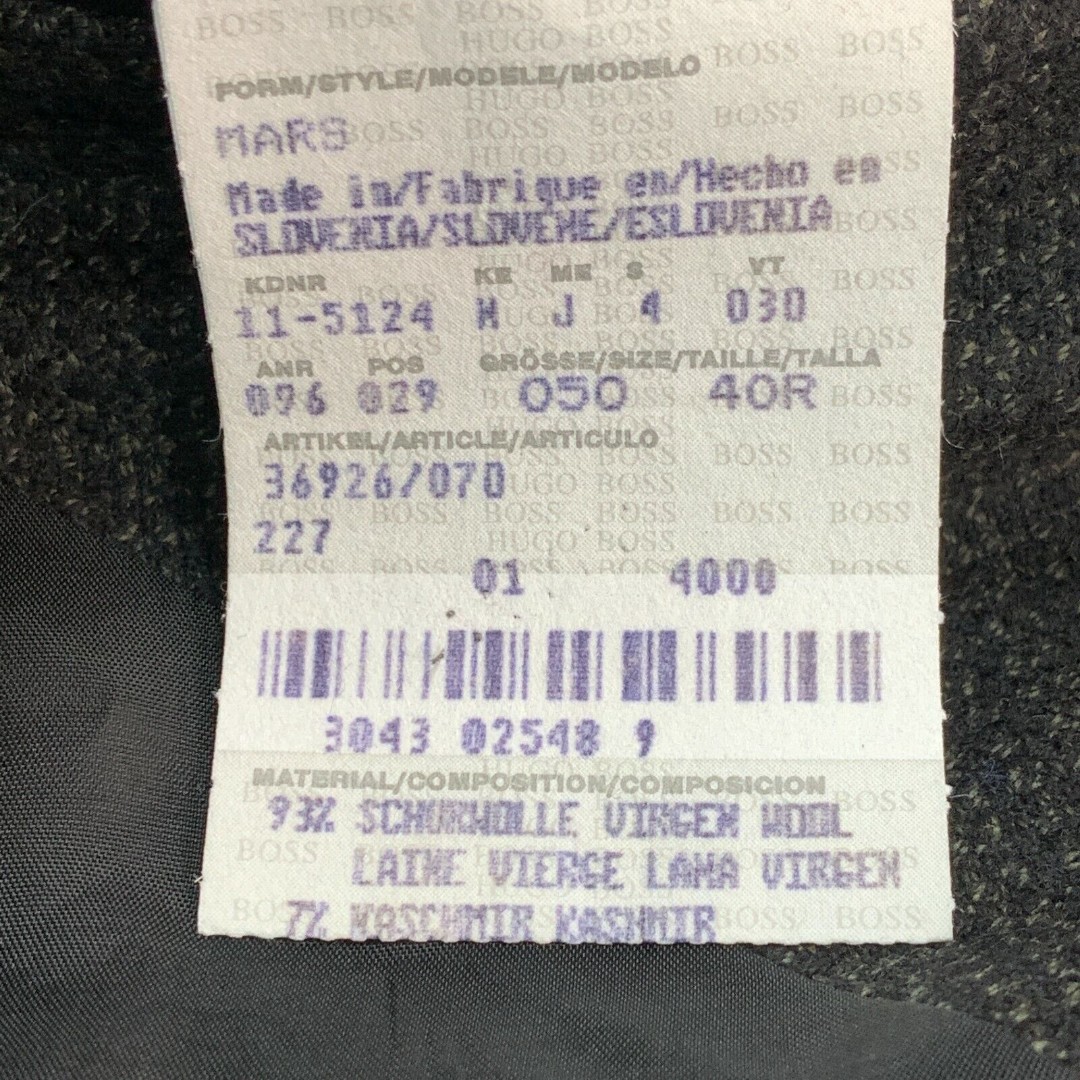 FORM/STYLE/MODELE/MODELO
MARS
Made in/Fabrique en/Hecho en
SLOVENIA/SLOVENE/ESLOVENIA
KDNR KE ME S VT
11-5124 M J 4 030
ANR POS GRÖSSE/SIZE/TAILLE/TALLA
096 029 050 40R
ARTIKEL/ARTICLE/ARTICULO
36926/070
227
01 4000
3043 02548 9
MATERIAL/COMPOSITION/COMPOSICION
93% SCHURWOLLE VIRGEN WOOL
LAINE VIERGE LANA VIRGEN
7% KASCHMIR KASHMIR